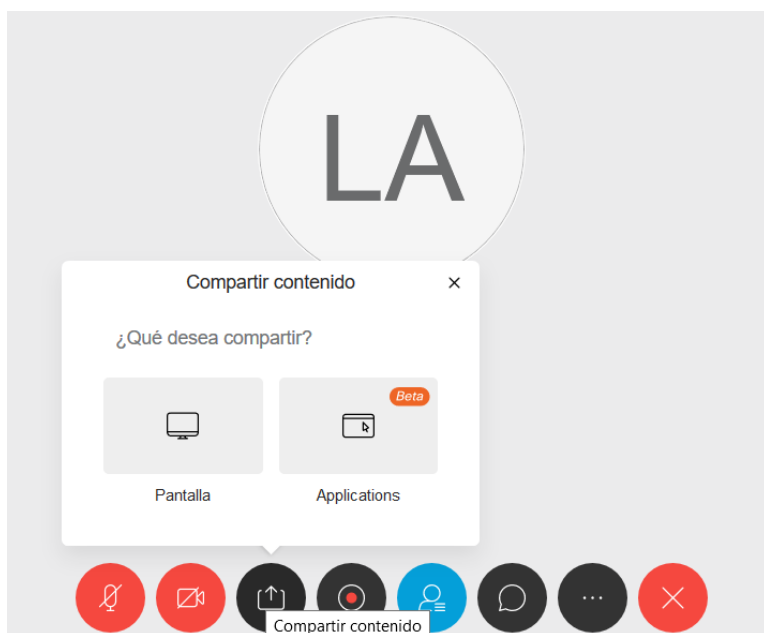 LA
Compartir contenido
¿Qué desea compartir?
Beta
Pantalla Applications
Compartir contenido